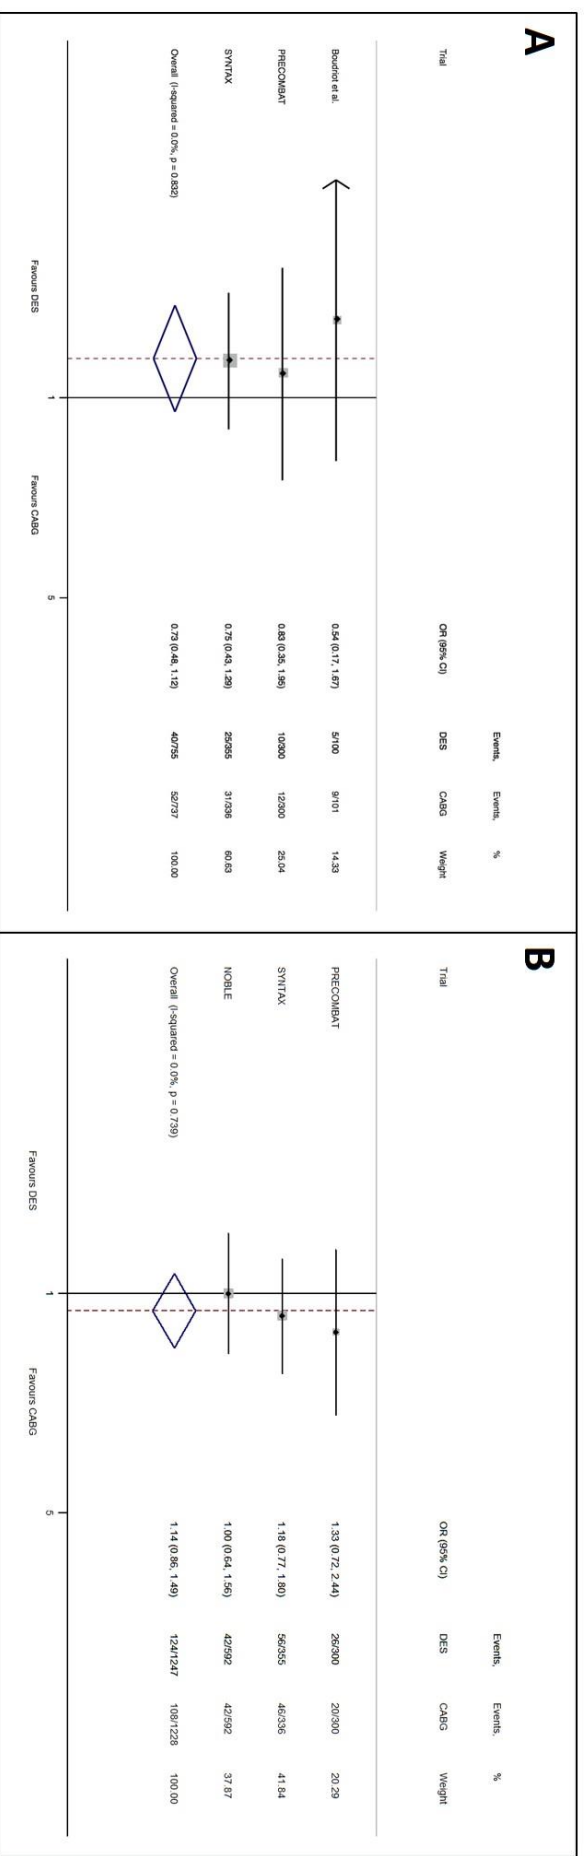 A
Events, Events, %
Trial OR (95% CI) DES CABG Weight
Boudriot et al. 0.54 (0.17, 1.67) 5/100 9/101 14.33
PRECOMBAT 0.83 (0.35, 1.95) 10/300 12/300 25.04
SYNTAX 0.75 (0.43, 1.29) 25/355 31/336 60.63
Overall (I-squared = 0.0%, p = 0.832) 0.73 (0.48, 1.12) 40/755 52/737 100.00
1 5
Favours DES Favours CABG
B
Events, Events, %
Trial OR (95% CI) DES CABG Weight
PRECOMBAT 1.33 (0.72, 2.44) 26/300 20/300 20.29
SYNTAX 1.18 (0.77, 1.80) 56/355 46/336 41.84
NOBLE 1.00 (0.64, 1.56) 42/592 42/592 37.87
Overall (I-squared = 0.0%, p = 0.739) 1.14 (0.86, 1.49) 124/1247 108/1228 100.00
1 5
Favours DES Favours CABG